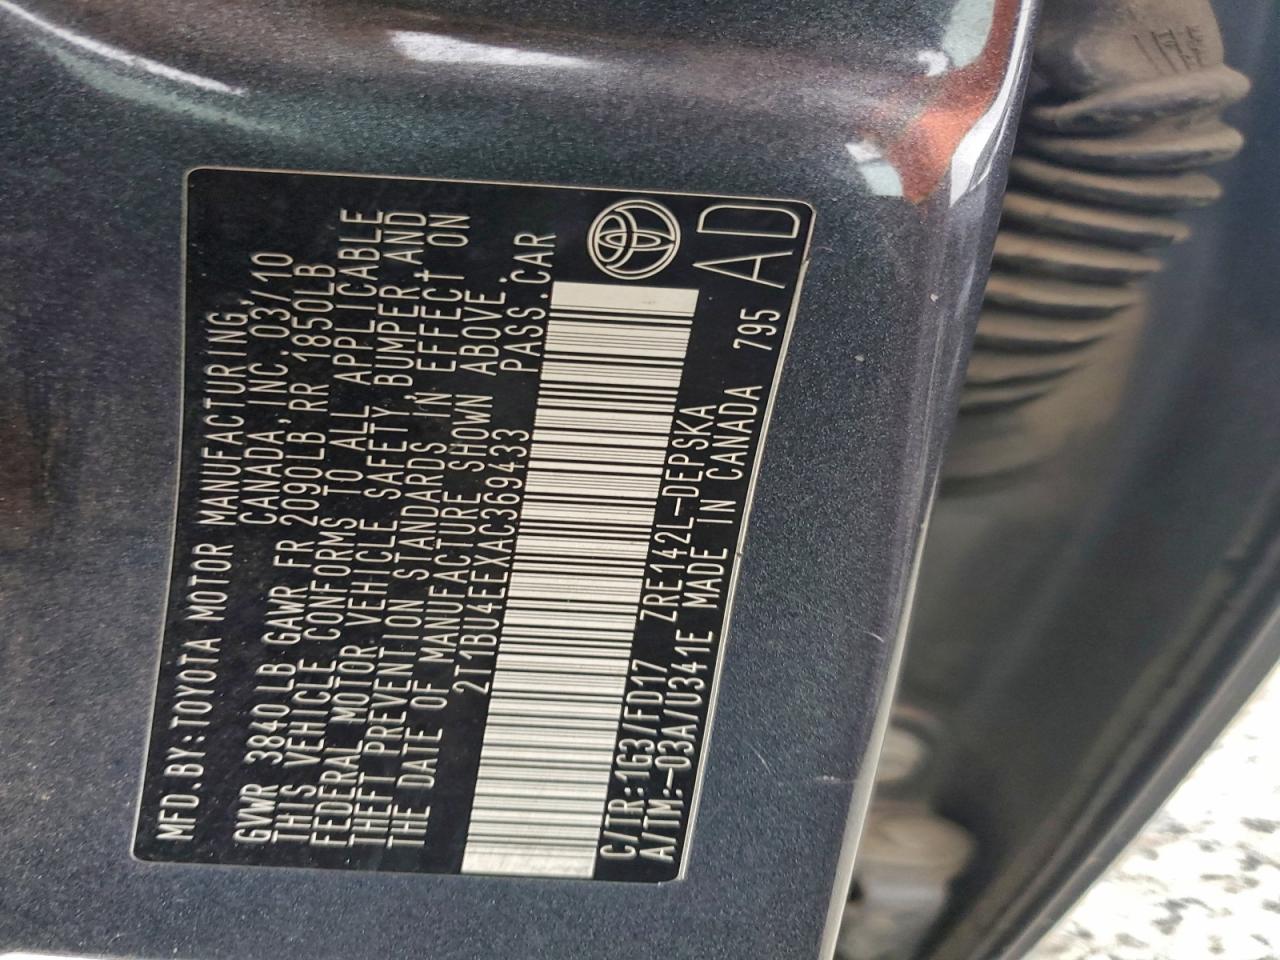 MFD.BY:TOYOTA MOTOR MANUFACTURING,
CANADA,INC.03/10
GVWR 3840LB GAWR FR 2090LB RR 1850LB
THIS VEHICLE CONFORMS TO ALL APPLICABLE
FEDERAL MOTOR VEHICLE SAFETY,BUMPER,AND
THEFT PREVENTION STANDARDS IN EFFECT ON
THE DATE OF MANUFACTURE SHOWN ABOVE.
2T1BU4EEXAC369433 PASS.CAR
C/TR:1G3/FD17 ZRE142L-DEPSKA
A/TM:-03A/U341E MADE IN CANADA 795
AD